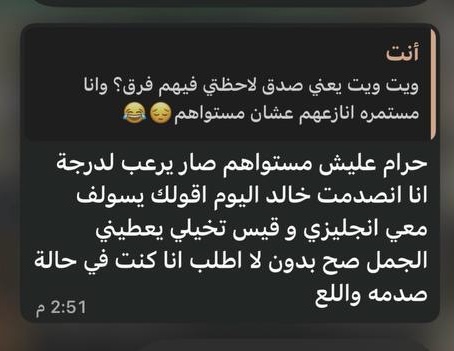 أنت
ويت ويت يعني صدق لاحظتي فيهم فرق؟ وانا
مستمره انازعهم عشان مستواهم😔😂
حرام عليش مستواهم صار يرعب لدرجة
انا انصدمت خالد اليوم اقولك يسولف
معي انجليزي و قيس تخيلي يعطيني
الجمل صح بدون لا اطلب انا كنت في حالة
صدمه واللع
2:51 م